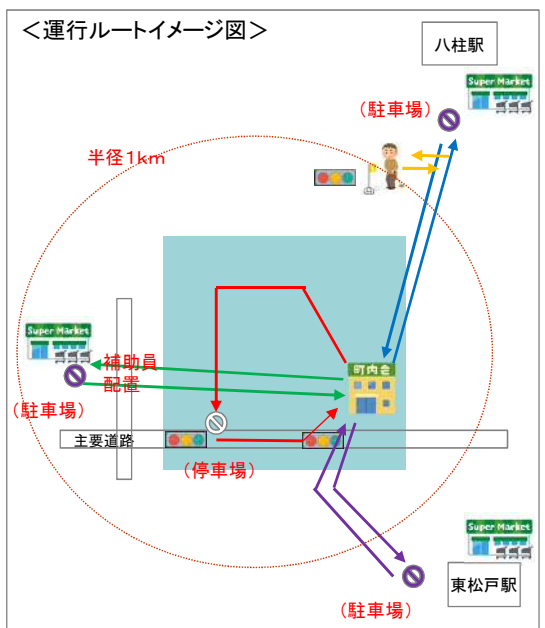 ＜運行ルートイメージ図＞
八柱駅
Super Market
（駐車場）
半径１ｋｍ
Super Market
補助員
配置
町内会
（駐車場）
主要道路
（停車場）
Super Market
東松戸駅
（駐車場）